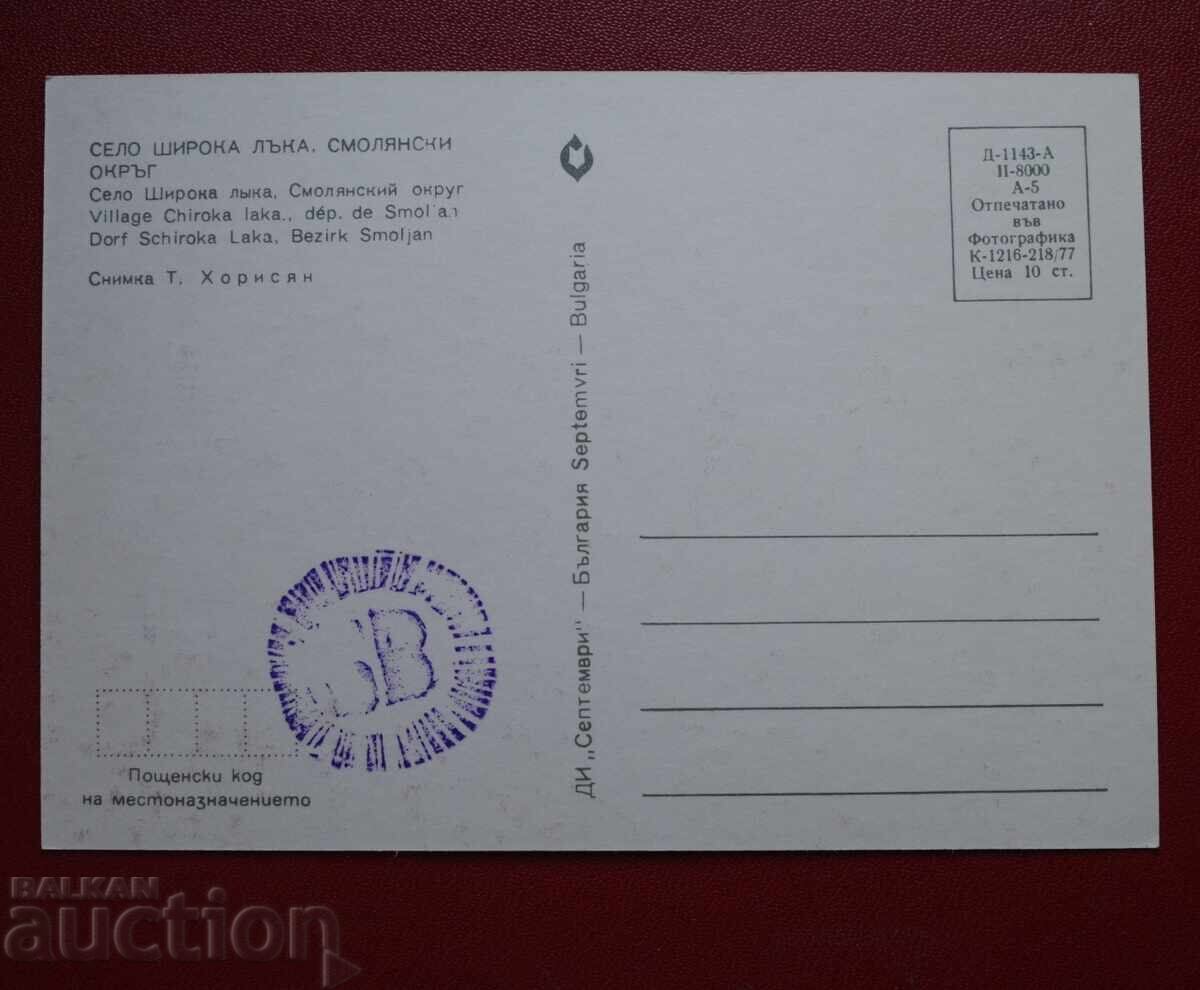 СЕЛО ШИРОКА ЛЪКА, СМОЛЯНСКИ
ОКРЪГ
Село Широка лыка, Смолянский округ
Village Chiroka laka., dép. de Smol an
Dorf Schiroka Laka, Bezirk Smoljan
Снимка Т. Хорисян
Пощенски код
на местоназначението
ДИ „Септември" — България Septemvri — Bulgaria
Д-1143-А
II-8000
А-5
Отпечатано
във
Фотографика
К-1216-218/77
Цена 10 ст.
BALKAN
auction